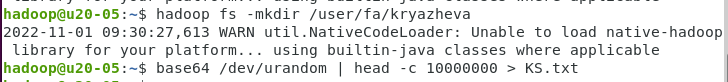 hadoop@u20-05:~$ hadoop fs -mkdir /user/fa/kryazheva
2022-11-01 09:30:27,613 WARN util.NativeCodeLoader: Unable to load native-hadoop
library for your platform... using builtin-java classes where applicable
hadoop@u20-05:~$ base64 /dev/urandom | head -c 10000000 > KS.txt